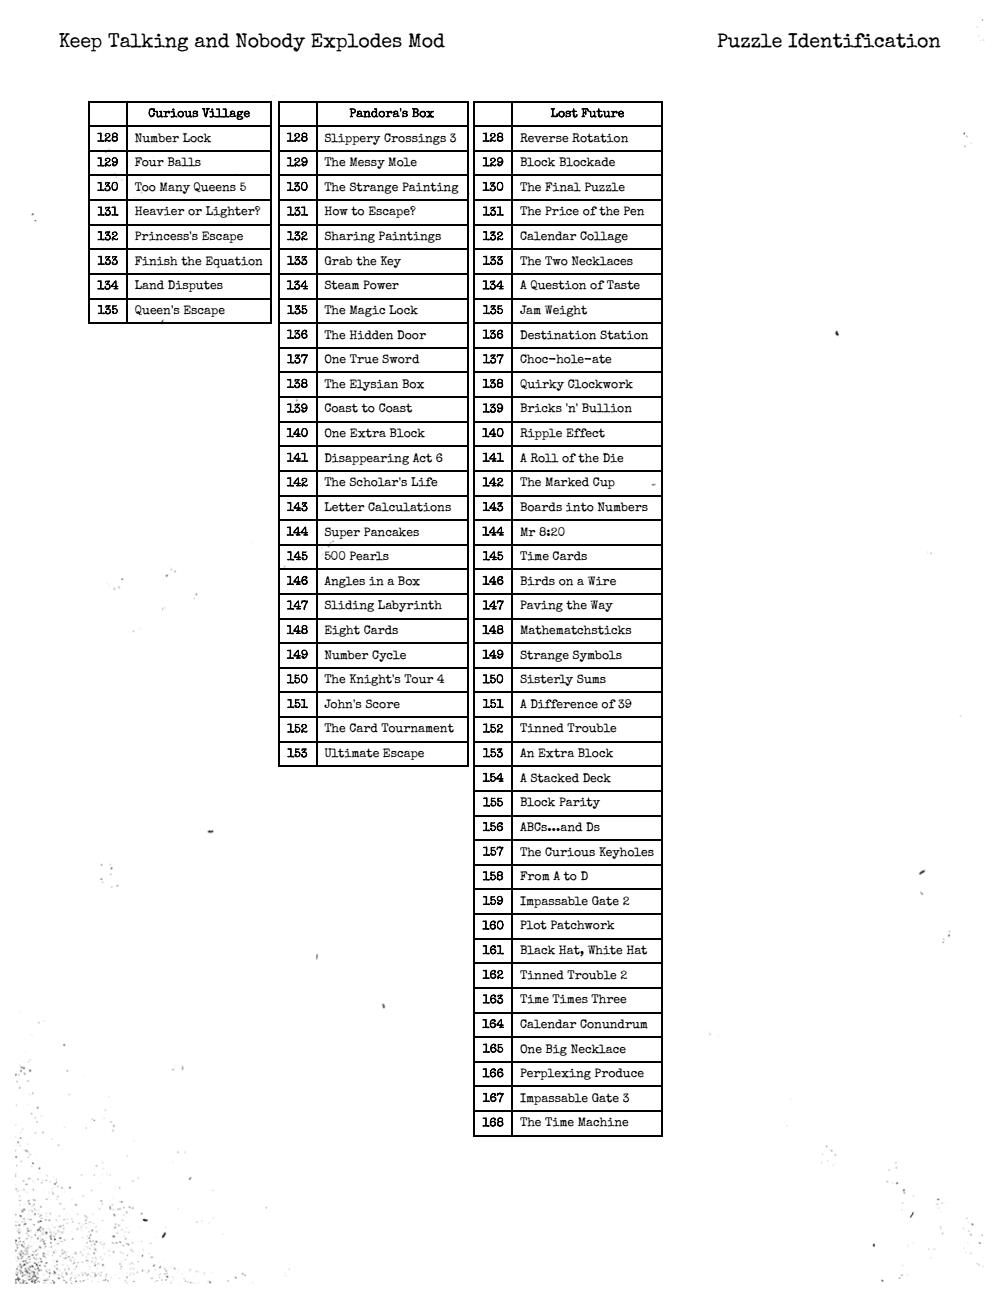 Keep Talking and Nobody Explodes Mod
Puzzle Identification
Curious Village
128 Number Lock
129 Four Balls
130 Too Many Queens 5
131 Heavier or Lighter?
132 Princess's Escape
133 Finish the Equation
134 Land Disputes
135 Queen's Escape
Pandora's Box
128 Slippery Crossings 3
129 The Messy Mole
130 The Strange Painting
131 How to Escape?
132 Sharing Paintings
133 Grab the Key
134 Steam Power
135 The Magic Lock
136 The Hidden Door
137 One True Sword
138 The Elysian Box
139 Coast to Coast
140 One Extra Block
141 Disappearing Act 6
142 The Scholar's Life
143 Letter Calculations
144 Super Pancakes
145 500 Pearls
146 Angles in a Box
147 Sliding Labyrinth
148 Eight Cards
149 Number Cycle
150 The Knight's Tour 4
151 John's Score
152 The Card Tournament
153 Ultimate Escape
Lost Future
128 Reverse Rotation
129 Block Blockade
130 The Final Puzzle
131 The Price of the Pen
132 Calendar Collage
133 The Two Necklaces
134 A Question of Taste
135 Jam Weight
136 Destination Station
137 Choc-hole-ate
138 Quirky Clockwork
139 Bricks 'n' Bullion
140 Ripple Effect
141 A Roll of the Die
142 The Marked Cup
143 Boards into Numbers
144 Mr 8:20
145 Time Cards
146 Birds on a Wire
147 Paving the Way
148 Mathematchsticks
149 Strange Symbols
150 Sisterly Sums
151 A Difference of 39
152 Tinned Trouble
153 An Extra Block
154 A Stacked Deck
155 Block Parity
156 ABCs...and Ds
157 The Curious Keyholes
158 From A to D
159 Impassable Gate 2
160 Plot Patchwork
161 Black Hat, White Hat
162 Tinned Trouble 2
163 Time Times Three
164 Calendar Conundrum
165 One Big Necklace
166 Perplexing Produce
167 Impassable Gate 3
168 The Time Machine